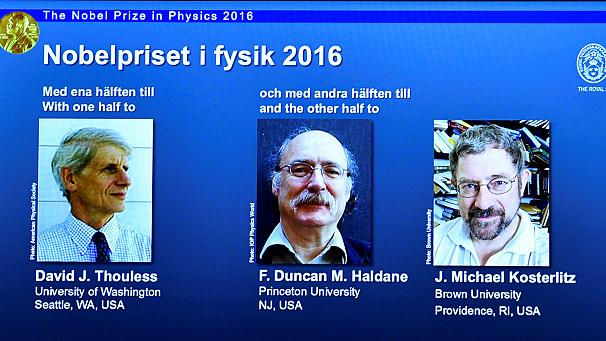 The Nobel Prize in Physics 2016
Nobelpriset i fysik 2016
Med ena hälften till
With one half to
och med andra hälften till
and the other half to
Photo: American Physical Society
Photo: IOP Physics World
Photo: Brown University
David J. Thouless
University of Washington
Seattle, WA, USA
F. Duncan M. Haldane
Princeton University
NJ, USA
J. Michael Kosterlitz
Brown University
Providence, RI, USA
THE ROYAL